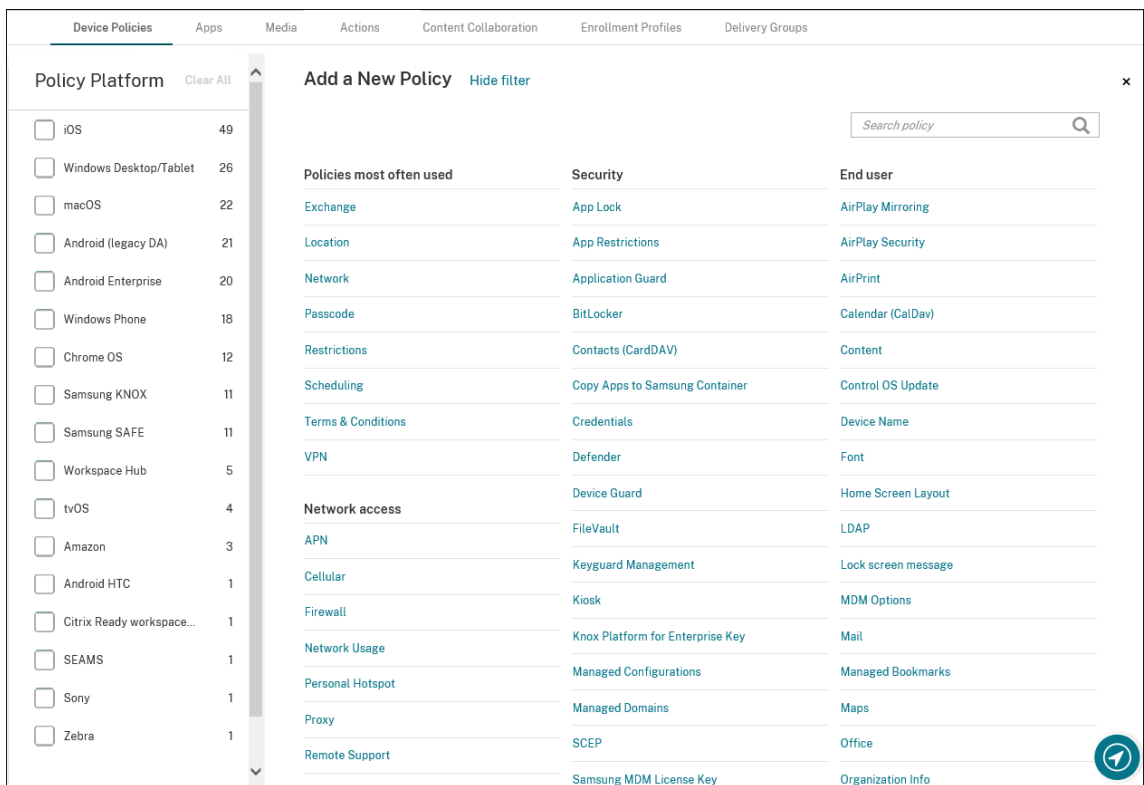 Device Policies Apps Media Actions Content Collaboration Enrollment Profiles Delivery Groups
Policy Platform Clear All
iOS 49
Windows Desktop/Tablet 26
macOS 22
Android (legacy DA) 21
Android Enterprise 20
Windows Phone 18
Chrome OS 12
Samsung KNOX 11
Samsung SAFE 11
Workspace Hub 5
tvOS 4
Amazon 3
Android HTC 1
Citrix Ready workspace... 1
SEAMS 1
Sony 1
Zebra 1
Add a New Policy Hide filter
Search policy
Policies most often used
Exchange
Location
Network
Passcode
Restrictions
Scheduling
Terms & Conditions
VPN
Network access
APN
Cellular
Firewall
Network Usage
Personal Hotspot
Proxy
Remote Support
Security
App Lock
App Restrictions
Application Guard
BitLocker
Contacts (CardDAV)
Copy Apps to Samsung Container
Credentials
Defender
Device Guard
FileVault
Keyguard Management
Kiosk
Knox Platform for Enterprise Key
Managed Configurations
Managed Domains
SCEP
Samsung MDM License Key
End user
AirPlay Mirroring
AirPlay Security
AirPrint
Calendar (CalDav)
Content
Control OS Update
Device Name
Font
Home Screen Layout
LDAP
Lock screen message
MDM Options
Mail
Managed Bookmarks
Maps
Office
Organization Info